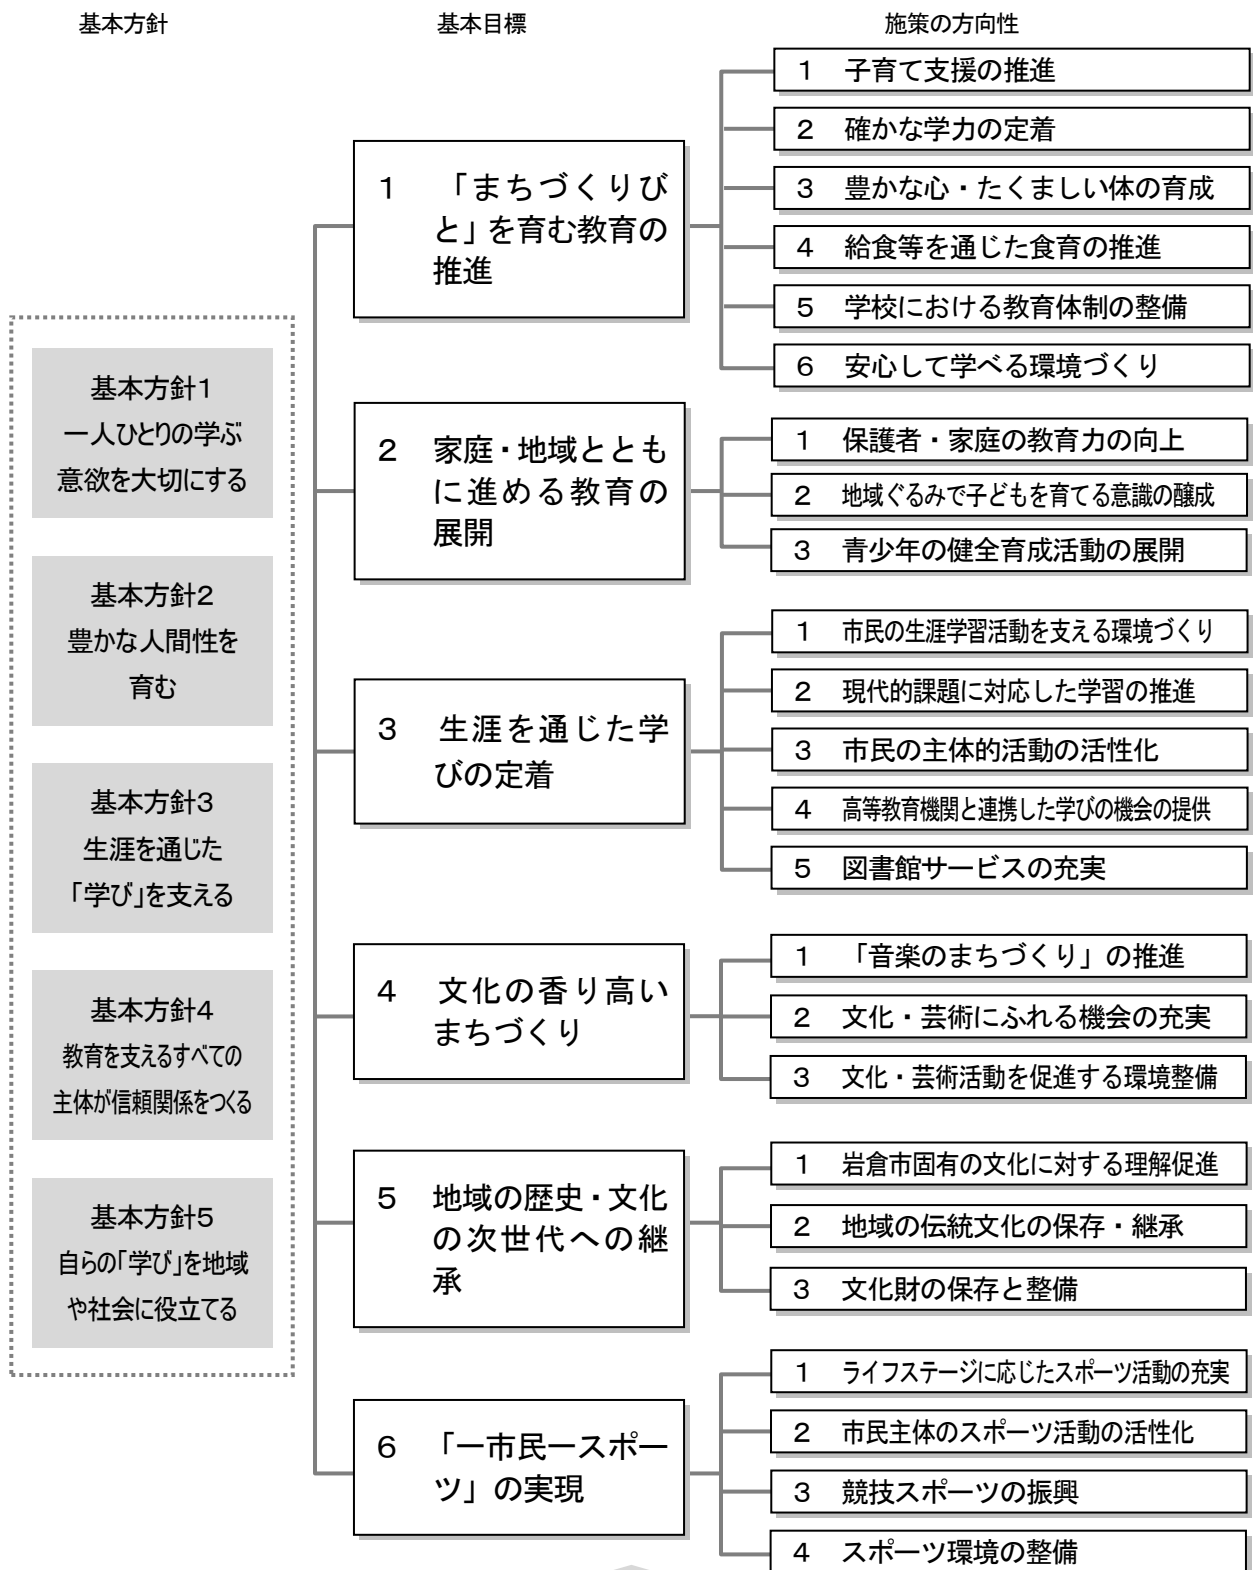 基本方針
基本目標
施策の方向性
基本方針1
一人ひとりの学ぶ
意欲を大切にする
基本方針2
豊かな人間性を
育む
基本方針3
生涯を通じた
「学び」を支える
基本方針4
教育を支えるすべての
主体が信頼関係をつくる
基本方針5
自らの「学び」を地域
や社会に役立てる
1 「まちづくりび
と」を育む教育の
推進
1 子育て支援の推進
2 確かな学力の定着
3 豊かな心・たくましい体の育成
4 給食等を通じた食育の推進
5 学校における教育体制の整備
6 安心して学べる環境づくり
2 家庭・地域ととも
に進める教育の
展開
1 保護者・家庭の教育力の向上
2 地域ぐるみで子どもを育てる意識の醸成
3 青少年の健全育成活動の展開
3 生涯を通じた学
びの定着
1 市民の生涯学習活動を支える環境づくり
2 現代的課題に対応した学習の推進
3 市民の主体的活動の活性化
4 高等教育機関と連携した学びの機会の提供
5 図書館サービスの充実
4 文化の香り高い
まちづくり
1 「音楽のまちづくり」の推進
2 文化・芸術にふれる機会の充実
3 文化・芸術活動を促進する環境整備
5 地域の歴史・文化
の次世代への継
承
1 岩倉市固有の文化に対する理解促進
2 地域の伝統文化の保存・継承
3 文化財の保存と整備
6 「一市民一スポー
ツ」の実現
1 ライフステージに応じたスポーツ活動の充実
2 市民主体のスポーツ活動の活性化
3 競技スポーツの振興
4 スポーツ環境の整備